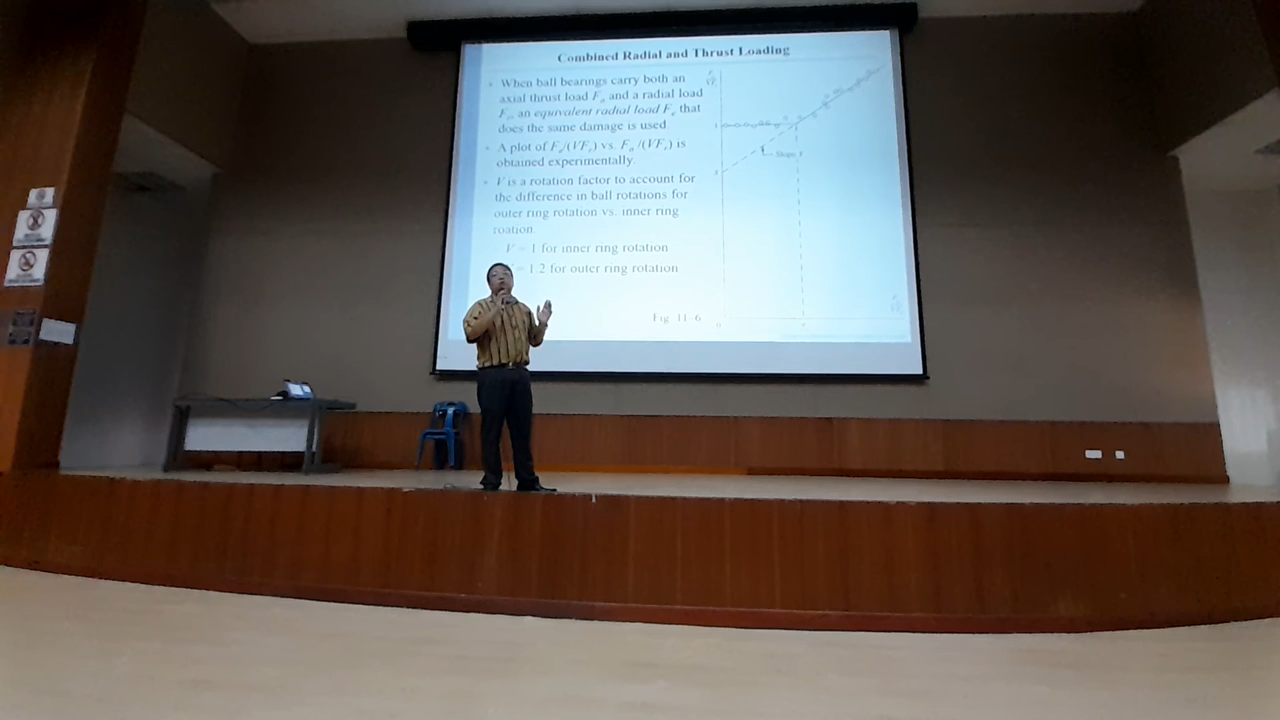 Combined Radial and Thrust Loading
• When ball bearings carry both an
axial thrust load Fa and a radial load
Fr, an equivalent radial load Fe that
does the same damage is used.
• A plot of Fe/(VFr) vs. Fa /(VFr) is
obtained experimentally.
• V is a rotation factor to account for
the difference in ball rotations for
outer ring rotation vs. inner ring
roation.
V = 1 for inner ring rotation
= 1.2 for outer ring rotation
Slope Y
Fig. 11–6